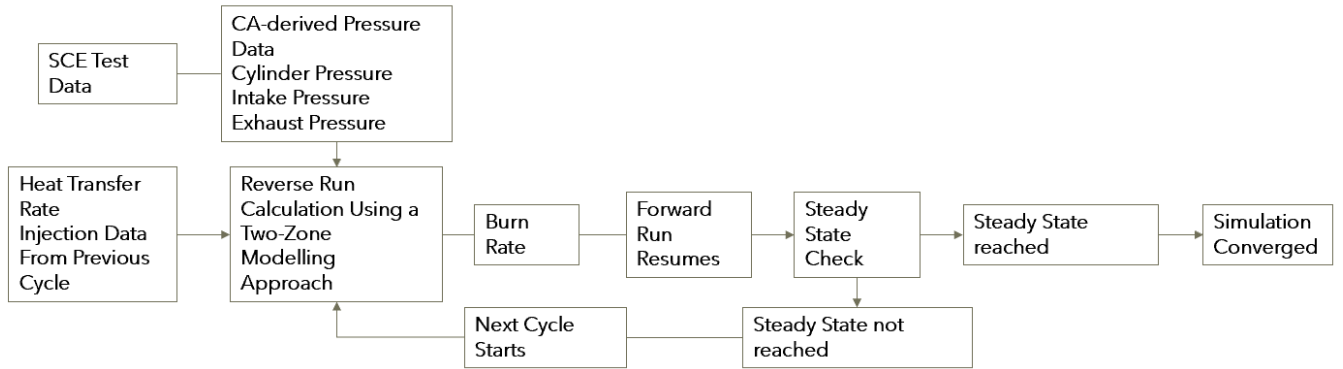 SCE Test
Data
CA-derived Pressure
Data
Cylinder Pressure
Intake Pressure
Exhaust Pressure
Heat Transfer
Rate
Injection Data
From Previous
Cycle
Reverse Run
Calculation Using a
Two-Zone
Modelling
Approach
Burn
Rate
Forward
Run
Resumes
Steady
State
Check
Steady State
reached
Simulation
Converged
Next Cycle
Starts
Steady State not
reached